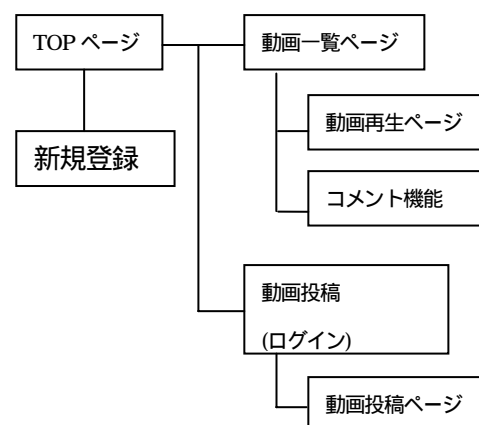 TOP ページ
動画一覧ページ
動画再生ページ
新規登録
コメント機能
動画投稿
(ログイン)
動画投稿ページ